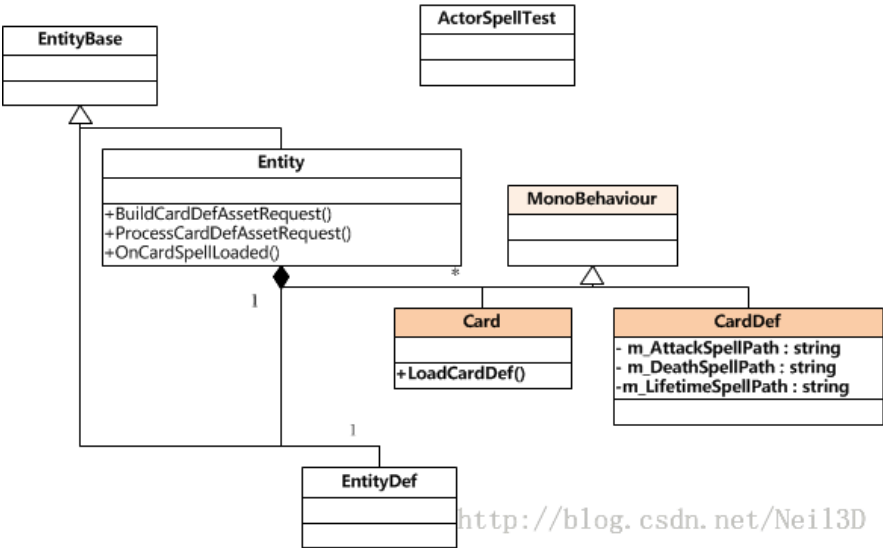 EntityBase
ActorSpellTest
Entity
+BuildCardDefAssetRequest()
+ProcessCardDefAssetRequest()
+OnCardSpellLoaded()
MonoBehaviour
*
1
Card
+LoadCardDef()
CardDef
- m_AttackSpellPath : string
- m_DeathSpellPath : string
-m_LifetimeSpellPath : string
1
EntityDef
http://blog.csdn.net/Neil3D